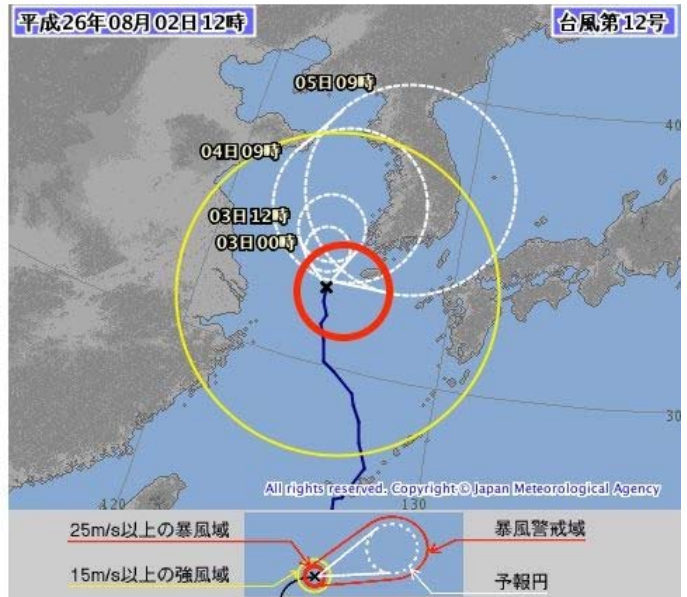 平成26年08月02日12時
台風第12号
05日09時
40
04日09時
03日12時
03日00時
30
All rights reserved. Copyright © Japan Meteorological Agency
120
130
25m/s以上の暴風域
暴風警戒域
15m/s以上の強風域
予報円